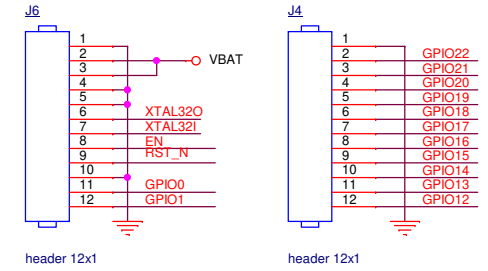 J6
1
2
VBAT
3
4
5
6 XTAL32O
7 XTAL32I
8 EN
9 RST_N
10
11 GPIO0
12 GPIO1
header 12x1
J4
1
2 GPIO22
3 GPIO21
4 GPIO20
5 GPIO19
6 GPIO18
7 GPIO17
8 GPIO16
9 GPIO15
10 GPIO14
11 GPIO13
12 GPIO12
header 12x1